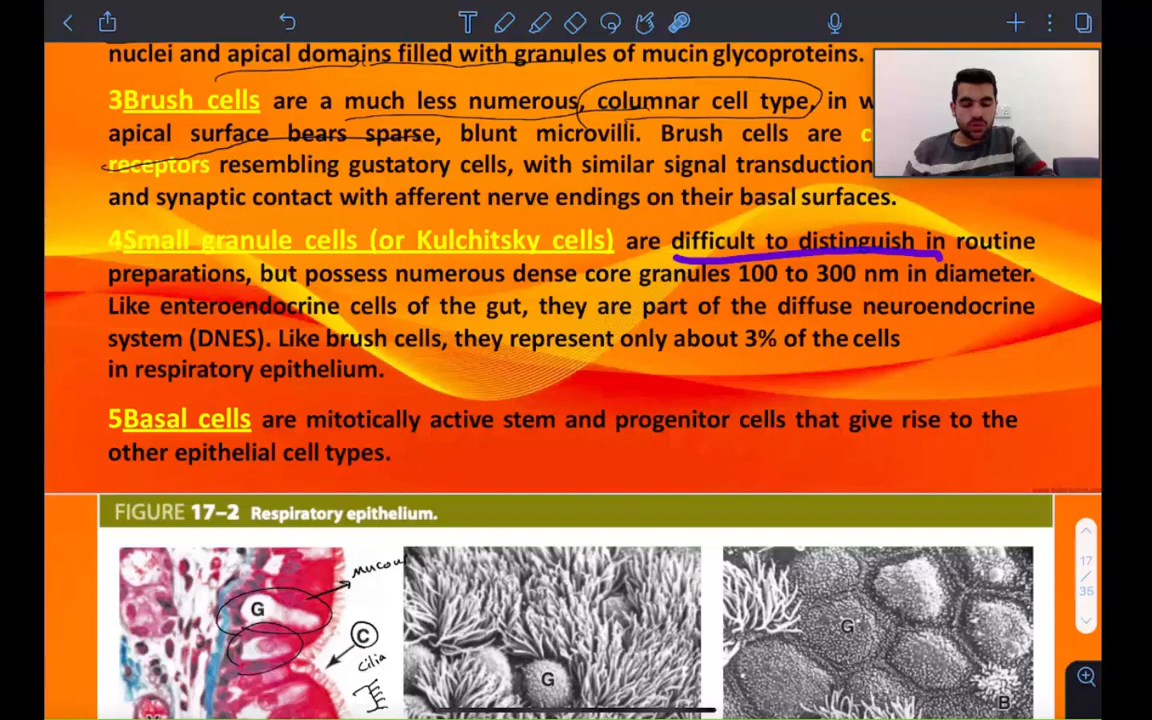 nuclei and apical domains filled with granules of mucin glycoproteins.
3Brush cells are a much less numerous, columnar cell type, in w
apical surface bears sparse, blunt microvilli. Brush cells are c
receptors resembling gustatory cells, with similar signal transduction
and synaptic contact with afferent nerve endings on their basal surfaces.
4Small granule cells (or Kulchitsky cells) are difficult to distinguish in routine
preparations, but possess numerous dense core granules 100 to 300 nm in diameter.
Like enteroendocrine cells of the gut, they are part of the diffuse neuroendocrine
system (DNES). Like brush cells, they represent only about 3% of the cells
in respiratory epithelium.
5Basal cells are mitotically active stem and progenitor cells that give rise to the
other epithelial cell types.
FIGURE 17–2 Respiratory epithelium.
mucou
G
C
cilia
G
G
B
17
/
35
T